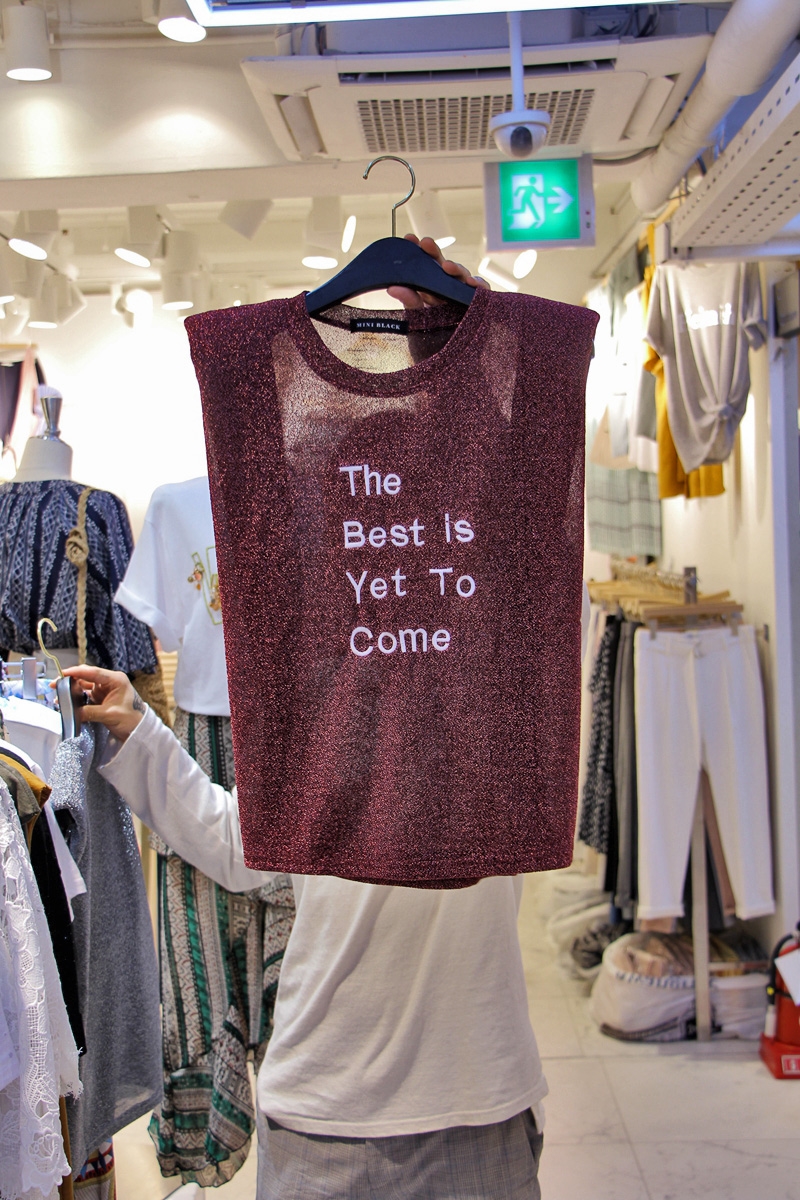 MINI BLACK
The
Best is
Yet To
Come